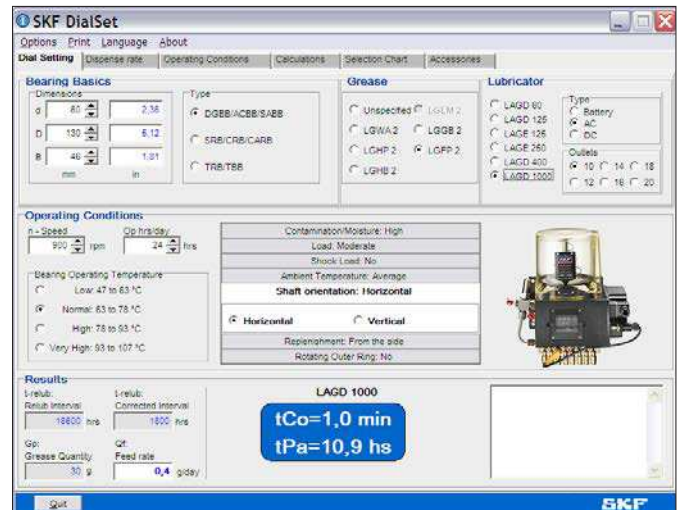 SKF DialSet
Options Print Language About
Dial Setting Dispense rate Operating Conditions Calculations Selection Chart Accessories
Bearing Basics
Dimensions
d 60 2,36
D 130 5,12
B 46 1,81
mm in
Type
DGBB/ACBB/SABB
SRB/CRB/CARB
TRB/TBB
Grease
Unspecified LGLM 2
LGWA 2 LGGB 2
LGHP 2 LGFP 2
LGHB 2
Lubricator
LAGD 60
LAGD 125
LAGE 125
LAGE 250
LAGD 400
LAGD 1000
Type
Battery
AC
DC
Outlets
10 14 18
12 16 20
Operating Conditions
n - Speed Op hrs/day
900 rpm 24 hrs
Bearing Operating Temperature
Low: 47 to 63 °C
Normal: 63 to 78 °C
High: 78 to 93 °C
Very High: 93 to 107 °C
Contamination/Moisture: High
Load: Moderate
Shock Load: No
Ambient Temperature: Average
Shaft orientation: Horizontal
Horizontal Vertical
Replenishment: From the side
Rotating Outer Ring: No
Results
t-relub: t-relub:
Relub Interval Corrected Interval
hrs 1800 hrs
Gp: Qf:
Grease Quantity Feed rate
30 g 0,4 g/day
LAGD 1000
tCo=1,0 min
tPa=10,9 hs
Quit
SKF